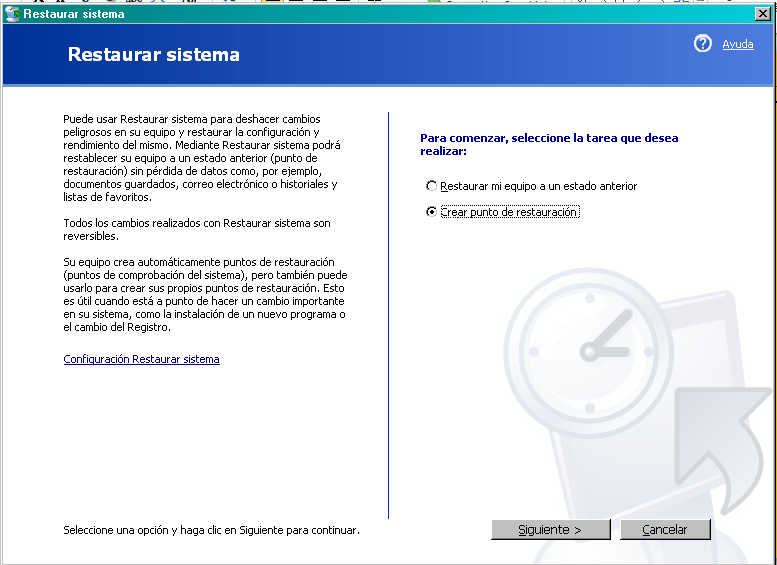 Restaurar sistema
Restaurar sistema
Ayuda
Puede usar Restaurar sistema para deshacer cambios
peligrosos en su equipo y restaurar la configuración y
rendimiento del mismo. Mediante Restaurar sistema podrá
restablecer su equipo a un estado anterior (punto de
restauración) sin pérdida de datos como, por ejemplo,
documentos guardados, correo electrónico o historiales y
listas de favoritos.
Todos los cambios realizados con Restaurar sistema son
reversibles.
Su equipo crea automáticamente puntos de restauración
(puntos de comprobación del sistema), pero también puede
usarlo para crear sus propios puntos de restauración. Esto
es útil cuando está a punto de hacer un cambio importante
en su sistema, como la instalación de un nuevo programa o
el cambio del Registro.
Configuración Restaurar sistema
Para comenzar, seleccione la tarea que desea
realizar:
Restaurar mi equipo a un estado anterior
Crear punto de restauración
Seleccione una opción y haga clic en Siguiente para continuar.
Siguiente >
Cancelar